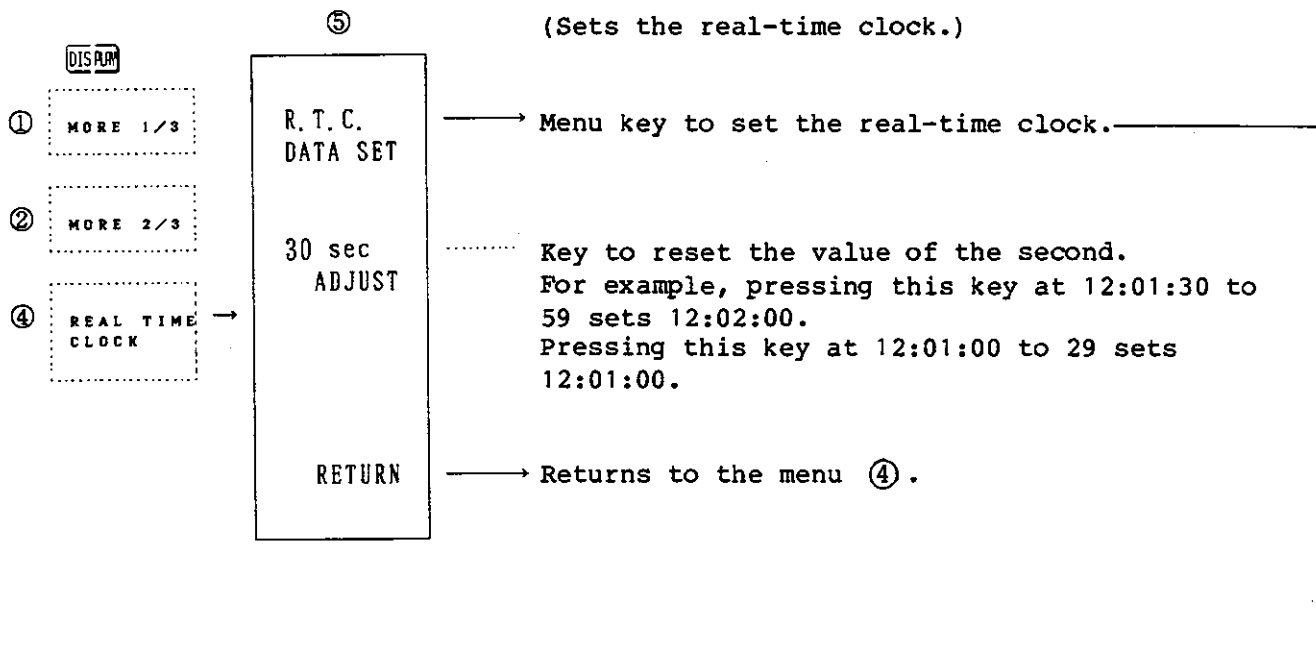 ⑤
(Sets the real-time clock.)
DISPLAY
① MORE 1/3
R.T.C.
DATA SET
Menu key to set the real-time clock.
② MORE 2/3
30 sec
ADJUST
Key to reset the value of the second.
For example, pressing this key at 12:01:30 to
59 sets 12:02:00.
Pressing this key at 12:01:00 to 29 sets
12:01:00.
④ REAL TIME
CLOCK
RETURN
Returns to the menu ④.